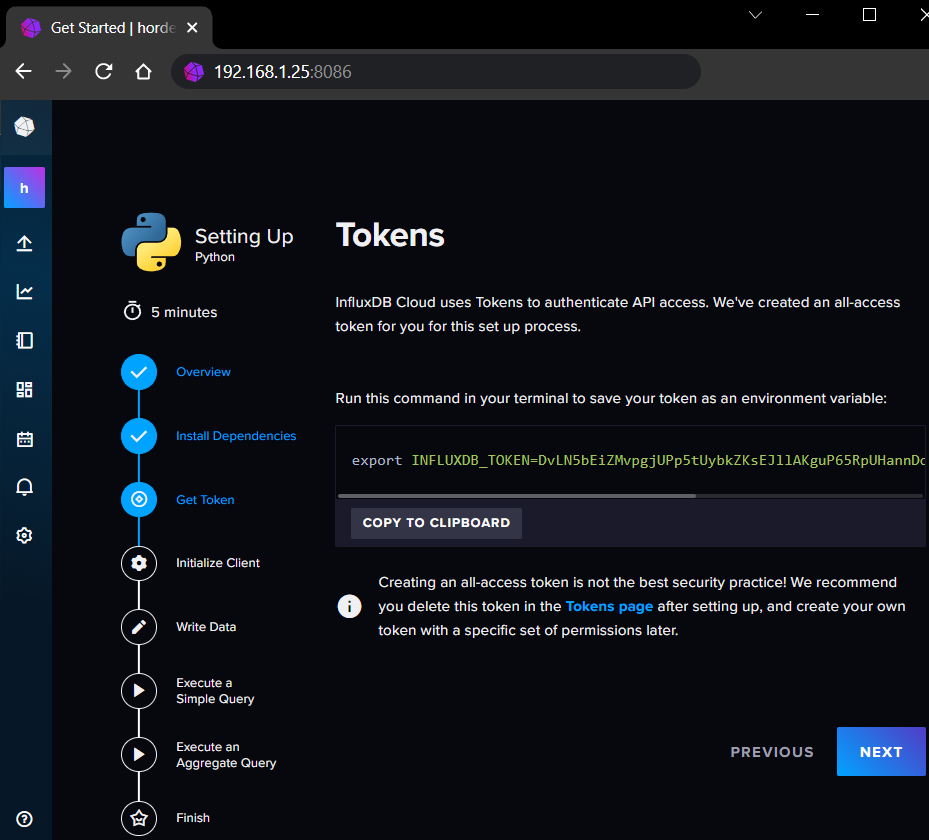 Get Started | horde
192.168.1.25:8086
h
Setting Up
Python
5 minutes
Overview
Install Dependencies
Get Token
Initialize Client
Write Data
Execute a
Simple Query
Execute an
Aggregate Query
Finish
Tokens
InfluxDB Cloud uses Tokens to authenticate API access. We've created an all-access
token for you for this set up process.
Run this command in your terminal to save your token as an environment variable:
export INFLUXDB_TOKEN=DvLN5bEiZMvpgjUPp5tUybkZKsEJllAKguP65RpUHannDc
COPY TO CLIPBOARD
Creating an all-access token is not the best security practice! We recommend
you delete this token in the Tokens page after setting up, and create your own
token with a specific set of permissions later.
PREVIOUS
NEXT